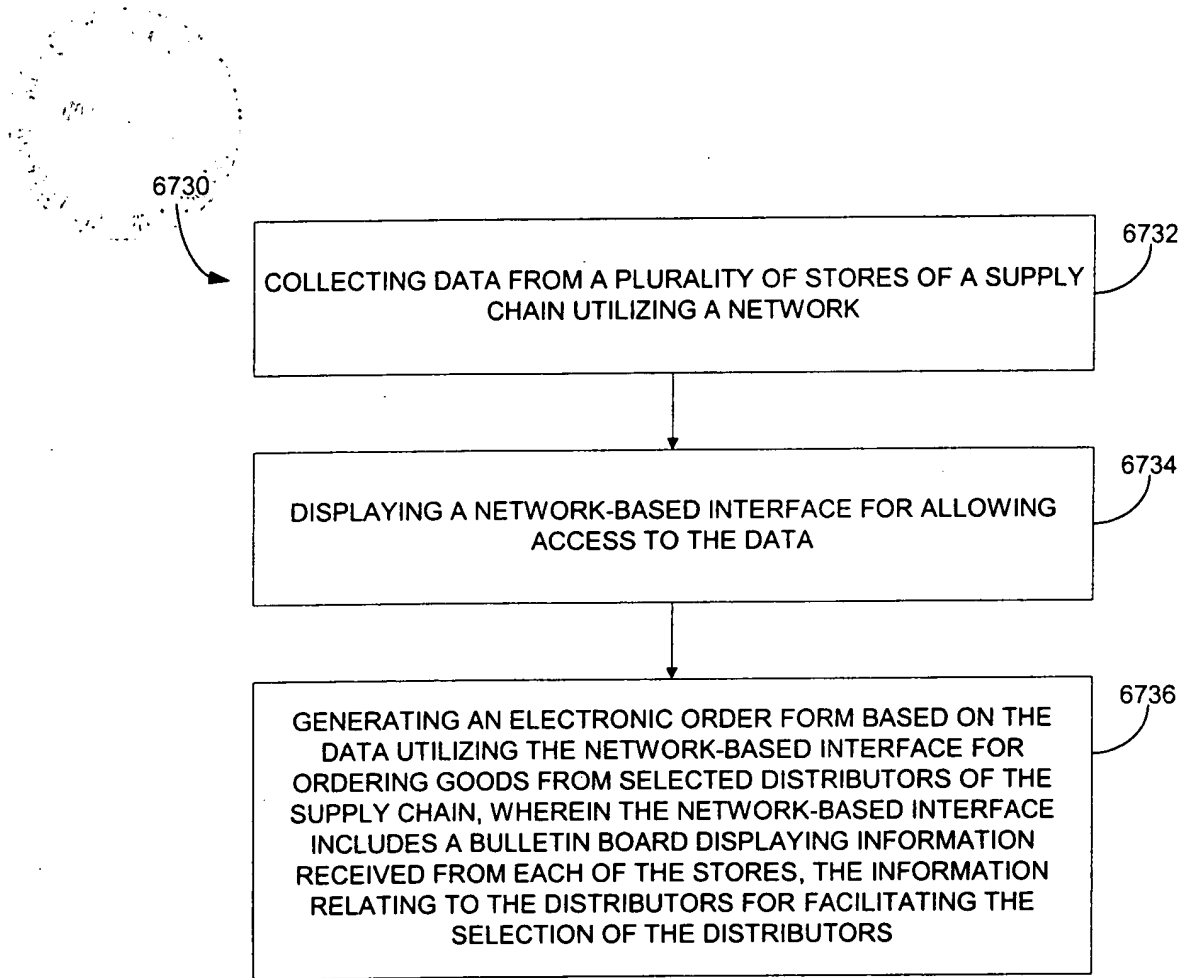 6730
6732
COLLECTING DATA FROM A PLURALITY OF STORES OF A SUPPLY
CHAIN UTILIZING A NETWORK
6734
DISPLAYING A NETWORK-BASED INTERFACE FOR ALLOWING
ACCESS TO THE DATA
6736
GENERATING AN ELECTRONIC ORDER FORM BASED ON THE
DATA UTILIZING THE NETWORK-BASED INTERFACE FOR
ORDERING GOODS FROM SELECTED DISTRIBUTORS OF THE
SUPPLY CHAIN, WHEREIN THE NETWORK-BASED INTERFACE
INCLUDES A BULLETIN BOARD DISPLAYING INFORMATION
RECEIVED FROM EACH OF THE STORES, THE INFORMATION
RELATING TO THE DISTRIBUTORS FOR FACILITATING THE
SELECTION OF THE DISTRIBUTORS